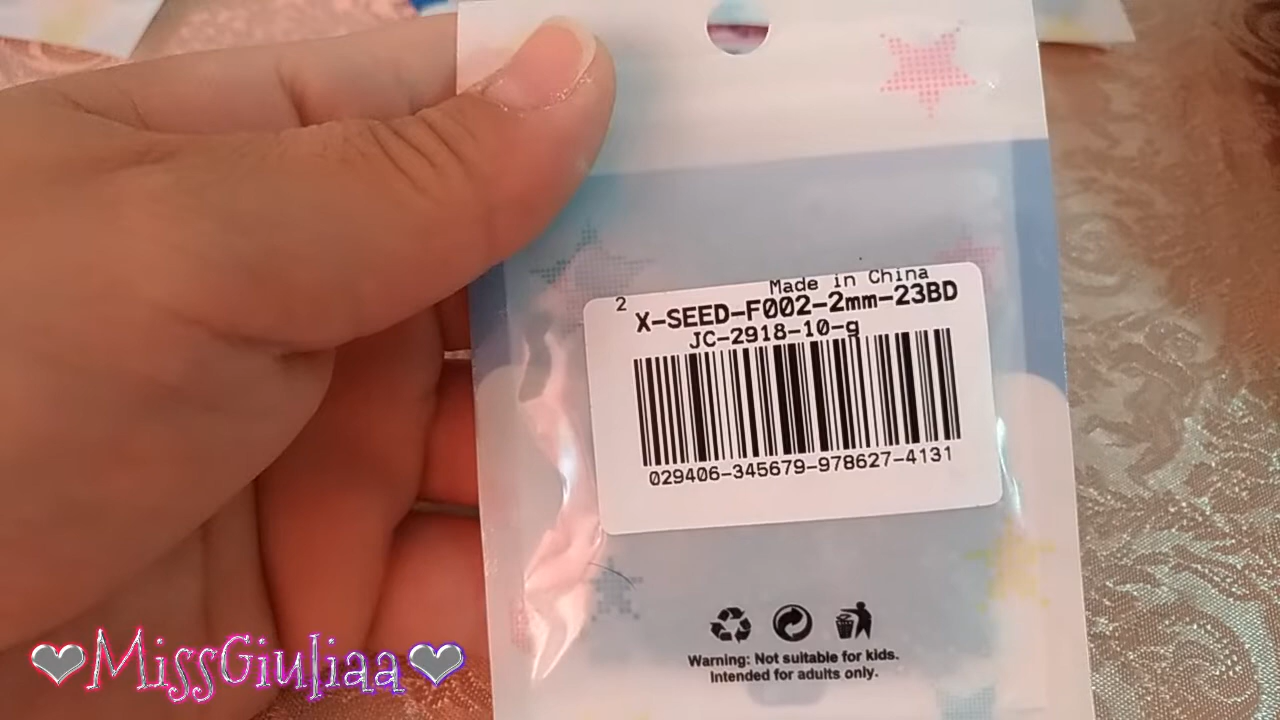 Made in China
2
X-SEED-F002-2mm-23BD
JC-2918-10-g
029406-345679-978627-4131
Warning: Not suitable for kids.
Intended for adults only.
❤MissGiuliaa❤